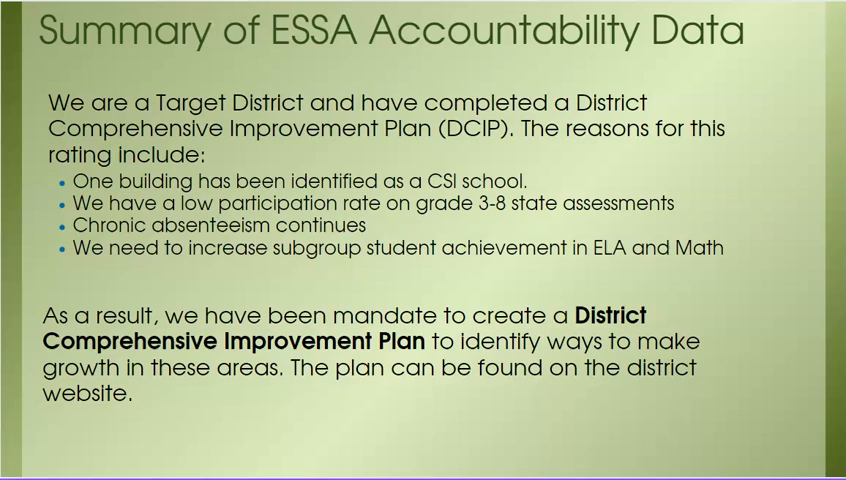 Summary of ESSA Accountability Data
We are a Target District and have completed a District
Comprehensive Improvement Plan (DCIP). The reasons for this
rating include:
• One building has been identified as a CSI school.
• We have a low participation rate on grade 3-8 state assessments
• Chronic absenteeism continues
• We need to increase subgroup student achievement in ELA and Math
As a result, we have been mandate to create a District
Comprehensive Improvement Plan to identify ways to make
growth in these areas. The plan can be found on the district
website.